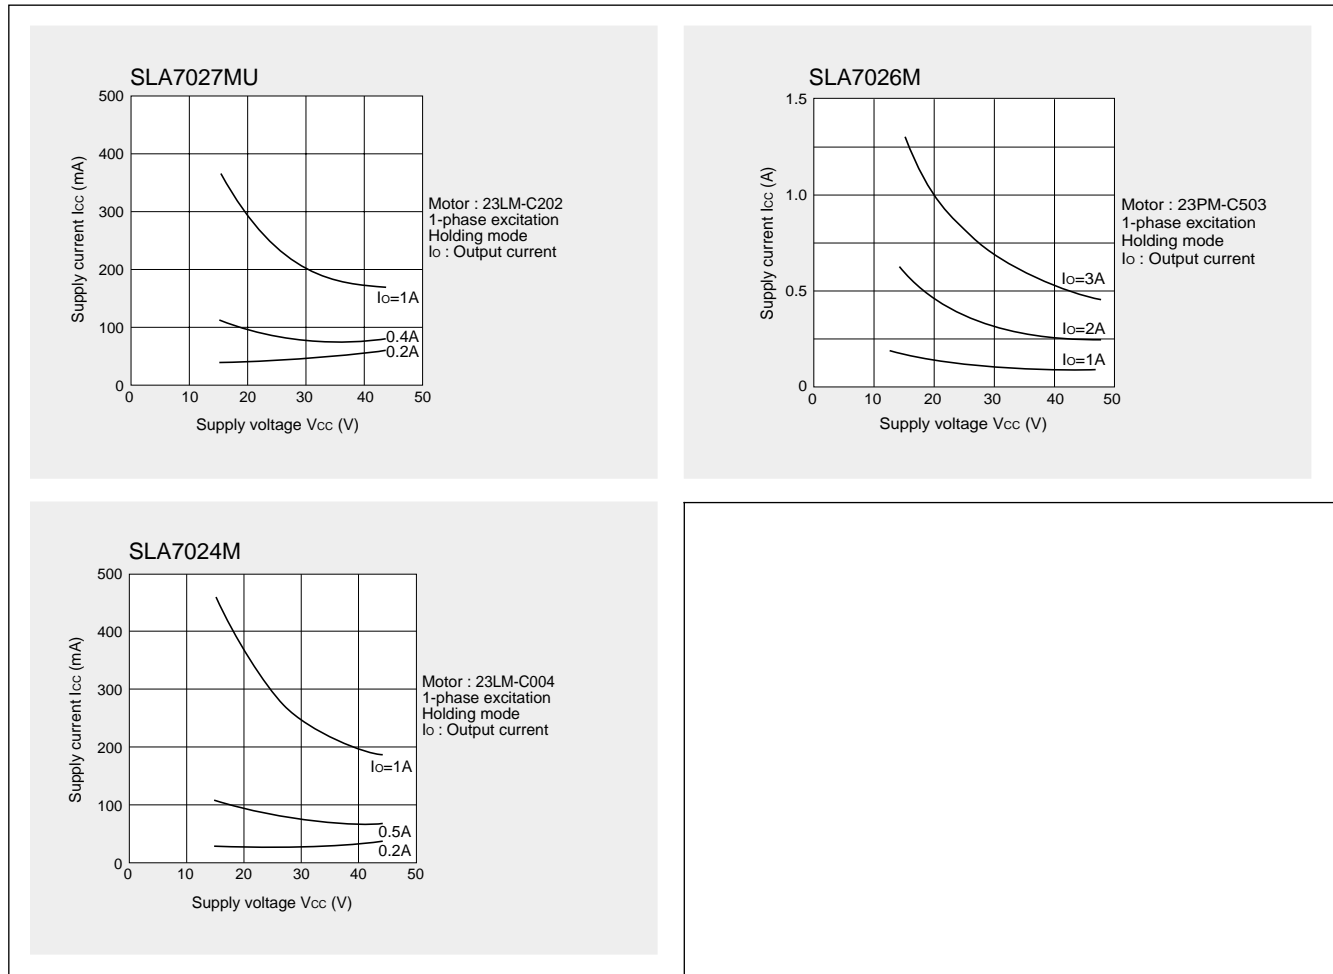 SLA7027MU
500
400
300
200
100
0
0 10 20 30 40 50
Supply current Icc (mA)
Supply voltage Vcc (V)
Io=1A
0.4A
0.2A
Motor : 23LM-C202
1-phase excitation
Holding mode
Io : Output current
SLA7026M
1.5
1.0
0.5
0
0 10 20 30 40 50
Supply current Icc (A)
Supply voltage Vcc (V)
Io=3A
Io=2A
Io=1A
Motor : 23PM-C503
1-phase excitation
Holding mode
Io : Output current
SLA7024M
500
400
300
200
100
0
0 10 20 30 40 50
Supply current Icc (mA)
Supply voltage Vcc (V)
Io=1A
0.5A
0.2A
Motor : 23LM-C004
1-phase excitation
Holding mode
Io : Output current